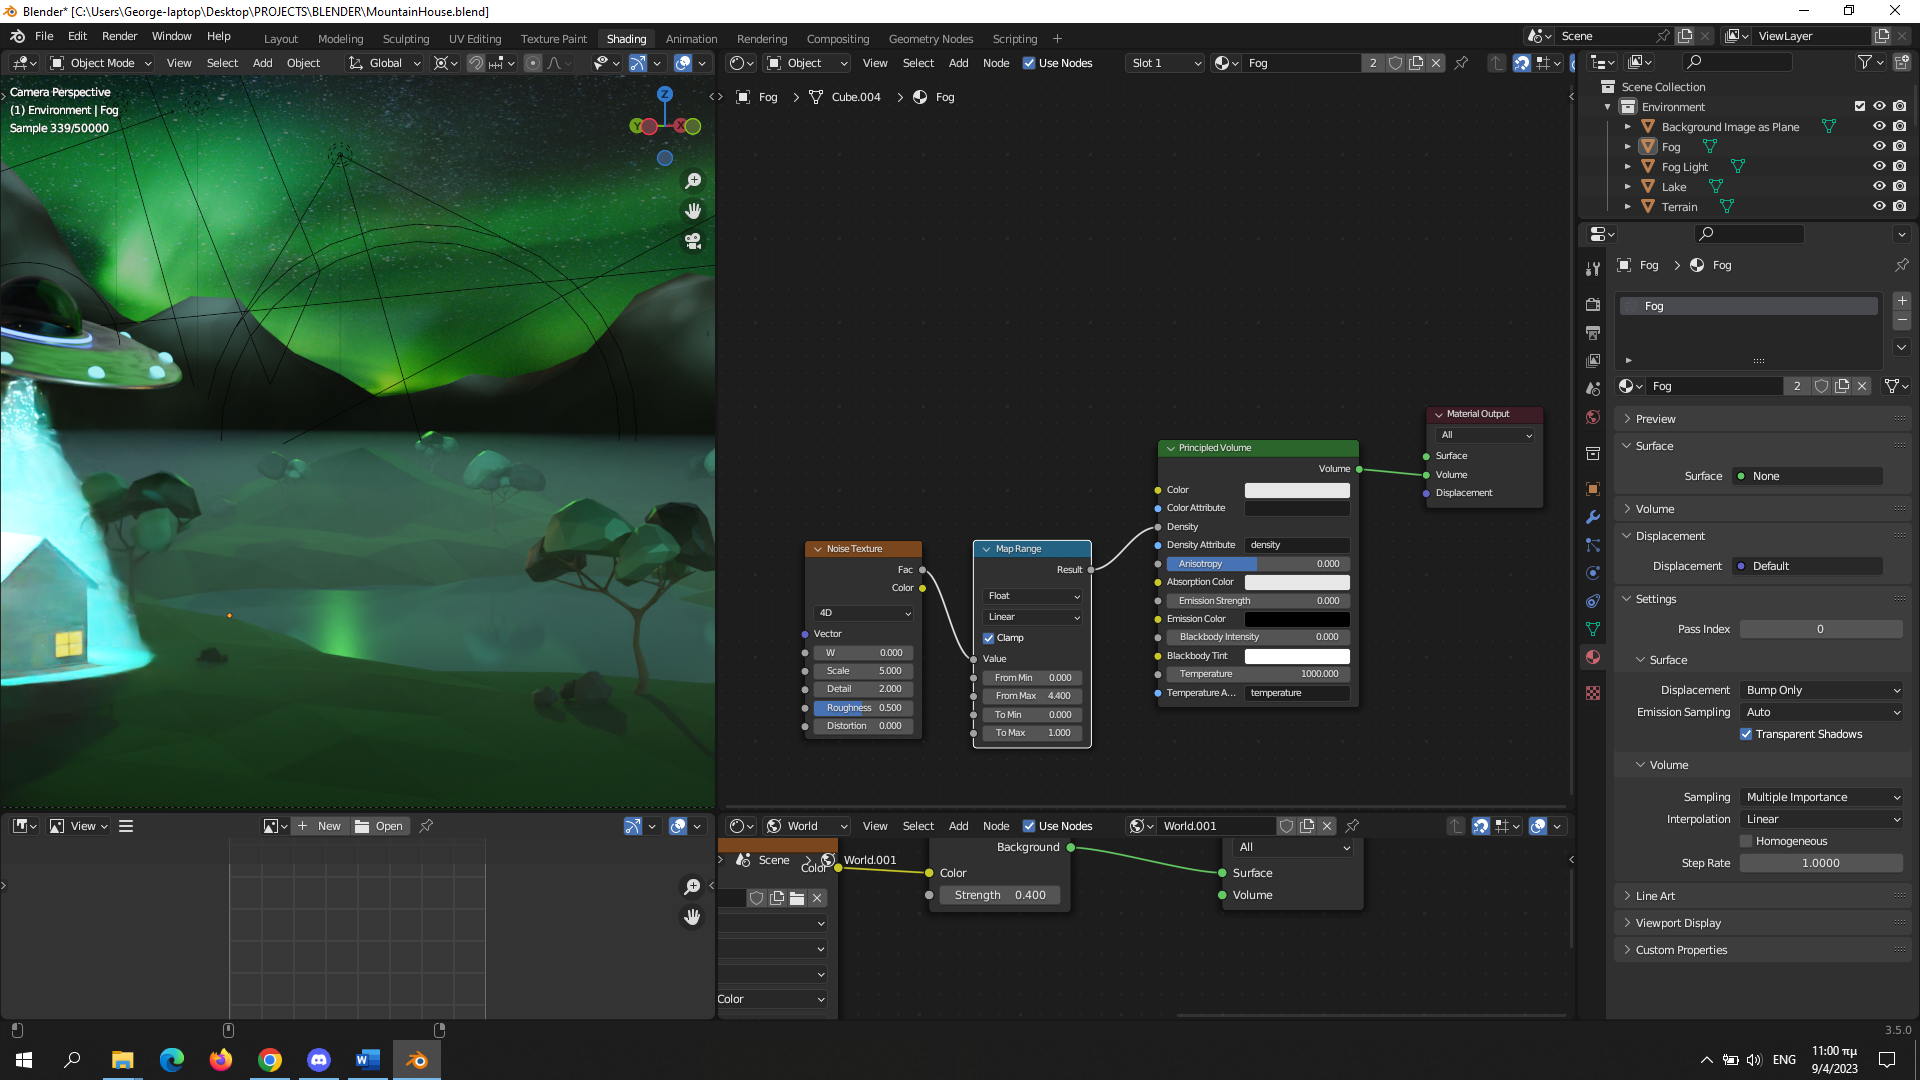 Blender* [C:\Users\George-laptop\Desktop\PROJECTS\BLENDER\MountainHouse.blend]
File Edit Render Window Help Layout Modeling Sculpting UV Editing Texture Paint Shading Animation Rendering Compositing Geometry Nodes Scripting + Scene ViewLayer
Object Mode View Select Add Object Global
Object View Select Add Node Use Nodes Slot 1 Fog 2
Camera Perspective
(1) Environment | Fog
Sample 339/50000
Z
Y X
Fog > Cube.004 > Fog
Scene Collection
Environment
Background Image as Plane
Fog
Fog Light
Lake
Terrain
Fog > Fog
Fog
Fog 2
Preview
Surface
Surface None
Volume
Displacement
Displacement Default
Settings
Pass Index 0
Surface
Displacement Bump Only
Emission Sampling Auto
Transparent Shadows
Volume
Sampling Multiple Importance
Interpolation Linear
Homogeneous
Step Rate 1.0000
Line Art
Viewport Display
Custom Properties
Noise Texture
Fac
Color
4D
Vector
W 0.000
Scale 5.000
Detail 2.000
Roughness 0.500
Distortion 0.000
Map Range
Result
Float
Linear
Clamp
Value
From Min 0.000
From Max 4.400
To Min 0.000
To Max 1.000
Principled Volume
Volume
Color
Color Attribute
Density
Density Attribute density
Anisotropy 0.000
Absorption Color
Emission Strength 0.000
Emission Color
Blackbody Intensity 0.000
Blackbody Tint
Temperature 1000.000
Temperature A... temperature
Material Output
All
Surface
Volume
Displacement
View + New Open
World View Select Add Node Use Nodes World.001
Scene > World.001
Color
Color
Background
Color
Strength 0.400
All
Surface
Volume
3.5.0
ENG
11:00 πμ
9/4/2023